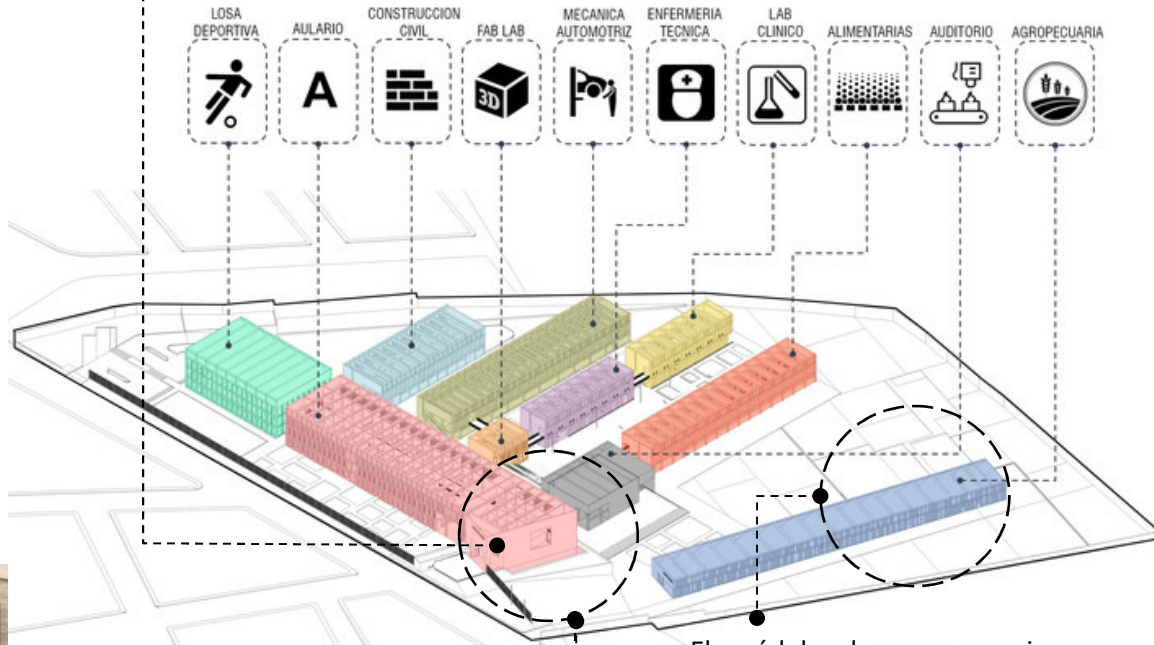 LOSA
DEPORTIVA
AULARIO
CONSTRUCCION
CIVIL
FAB LAB
MECANICA
AUTOMOTRIZ
ENFERMERIA
TECNICA
LAB
CLINICO
ALIMENTARIAS
AUDITORIO
AGROPECUARIA
A
3D